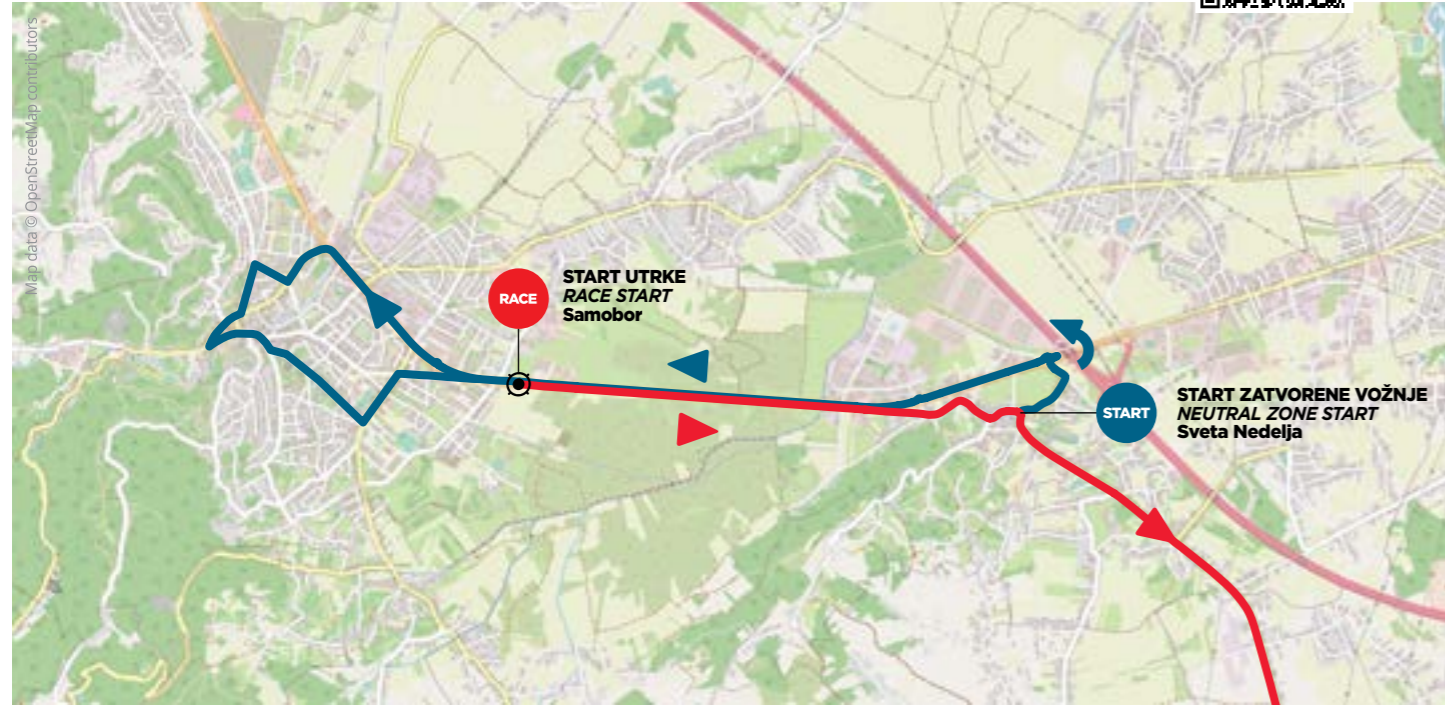 Map data © OpenStreetMap contributors
RACE
START UTRKE
RACE START
Samobor
START
START ZATVORENE VOŽNJE
NEUTRAL ZONE START
Sveta Nedelja